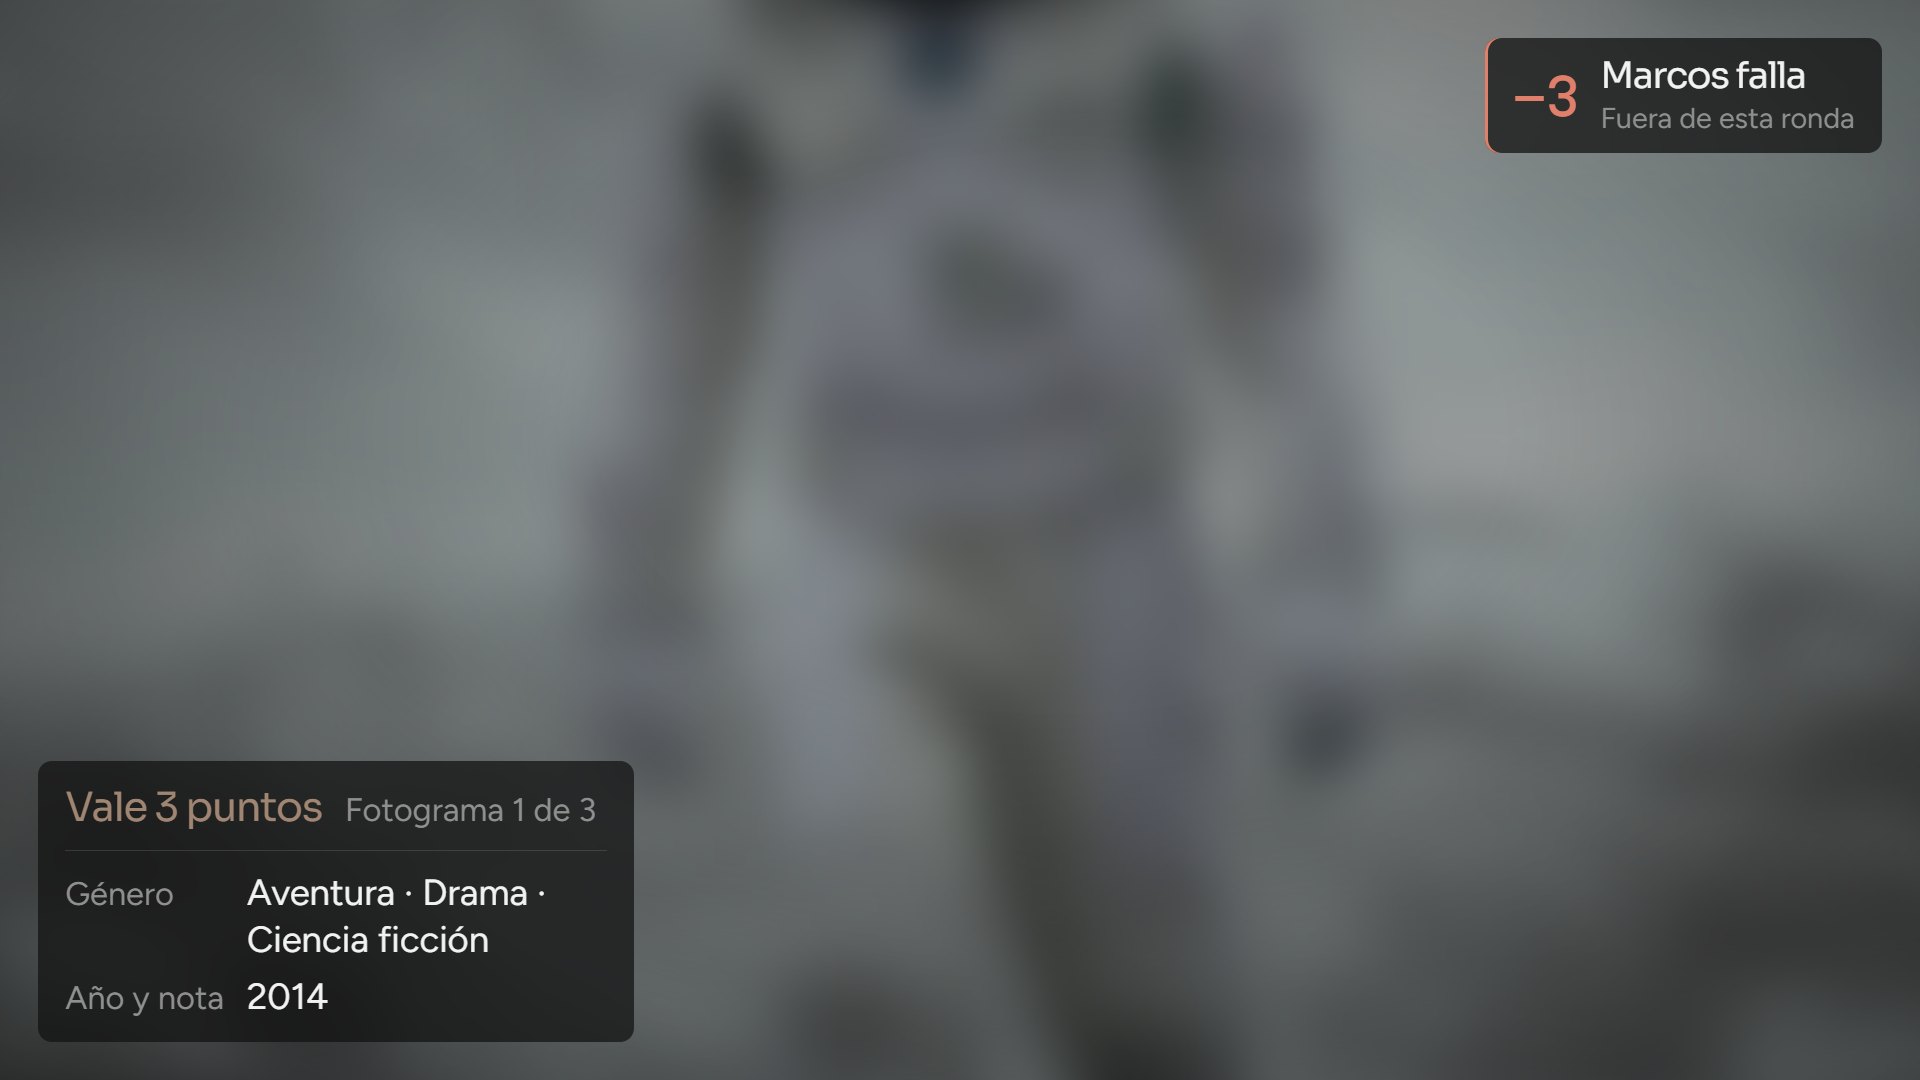 −3
Marcos falla
Fuera de esta ronda
Vale 3 puntos Fotograma 1 de 3
Género Aventura · Drama ·
Ciencia ficción
Año y nota 2014